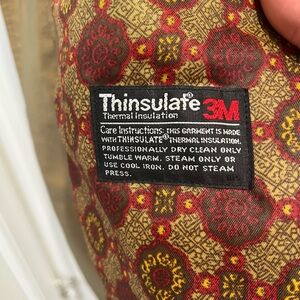 Thinsulate® 3M
Thermal Insulation
Care Instructions: THIS GARMENT IS MADE
WITH THINSULATE® THERMAL INSULATION.
PROFESSIONALLY DRY CLEAN ONLY
TUMBLE WARM. STEAM ONLY OR
USE COOL IRON. DO NOT STEAM
PRESS.